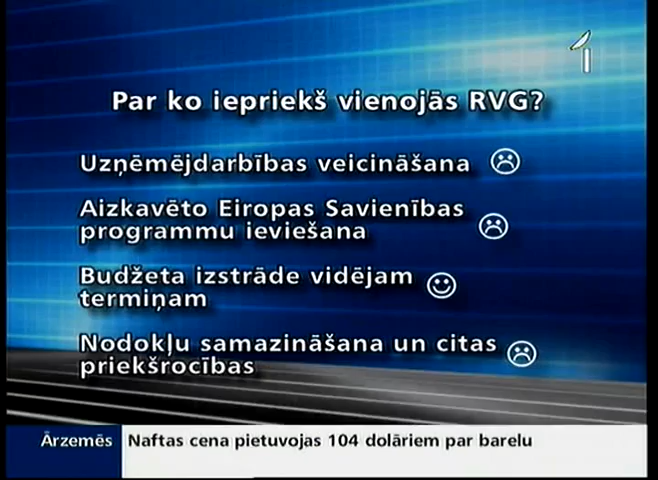 1
Par ko iepriekš vienojās RVG?
Uzņēmējdarbības veicināšana
Aizkavēto Eiropas Savienības
programmu ieviešana
Budžeta izstrāde vidējam
termiņam
Nodokļu samazināšana un citas
priekšrocības
Ārzemēs Naftas cena pietuvojas 104 dolāriem par barelu